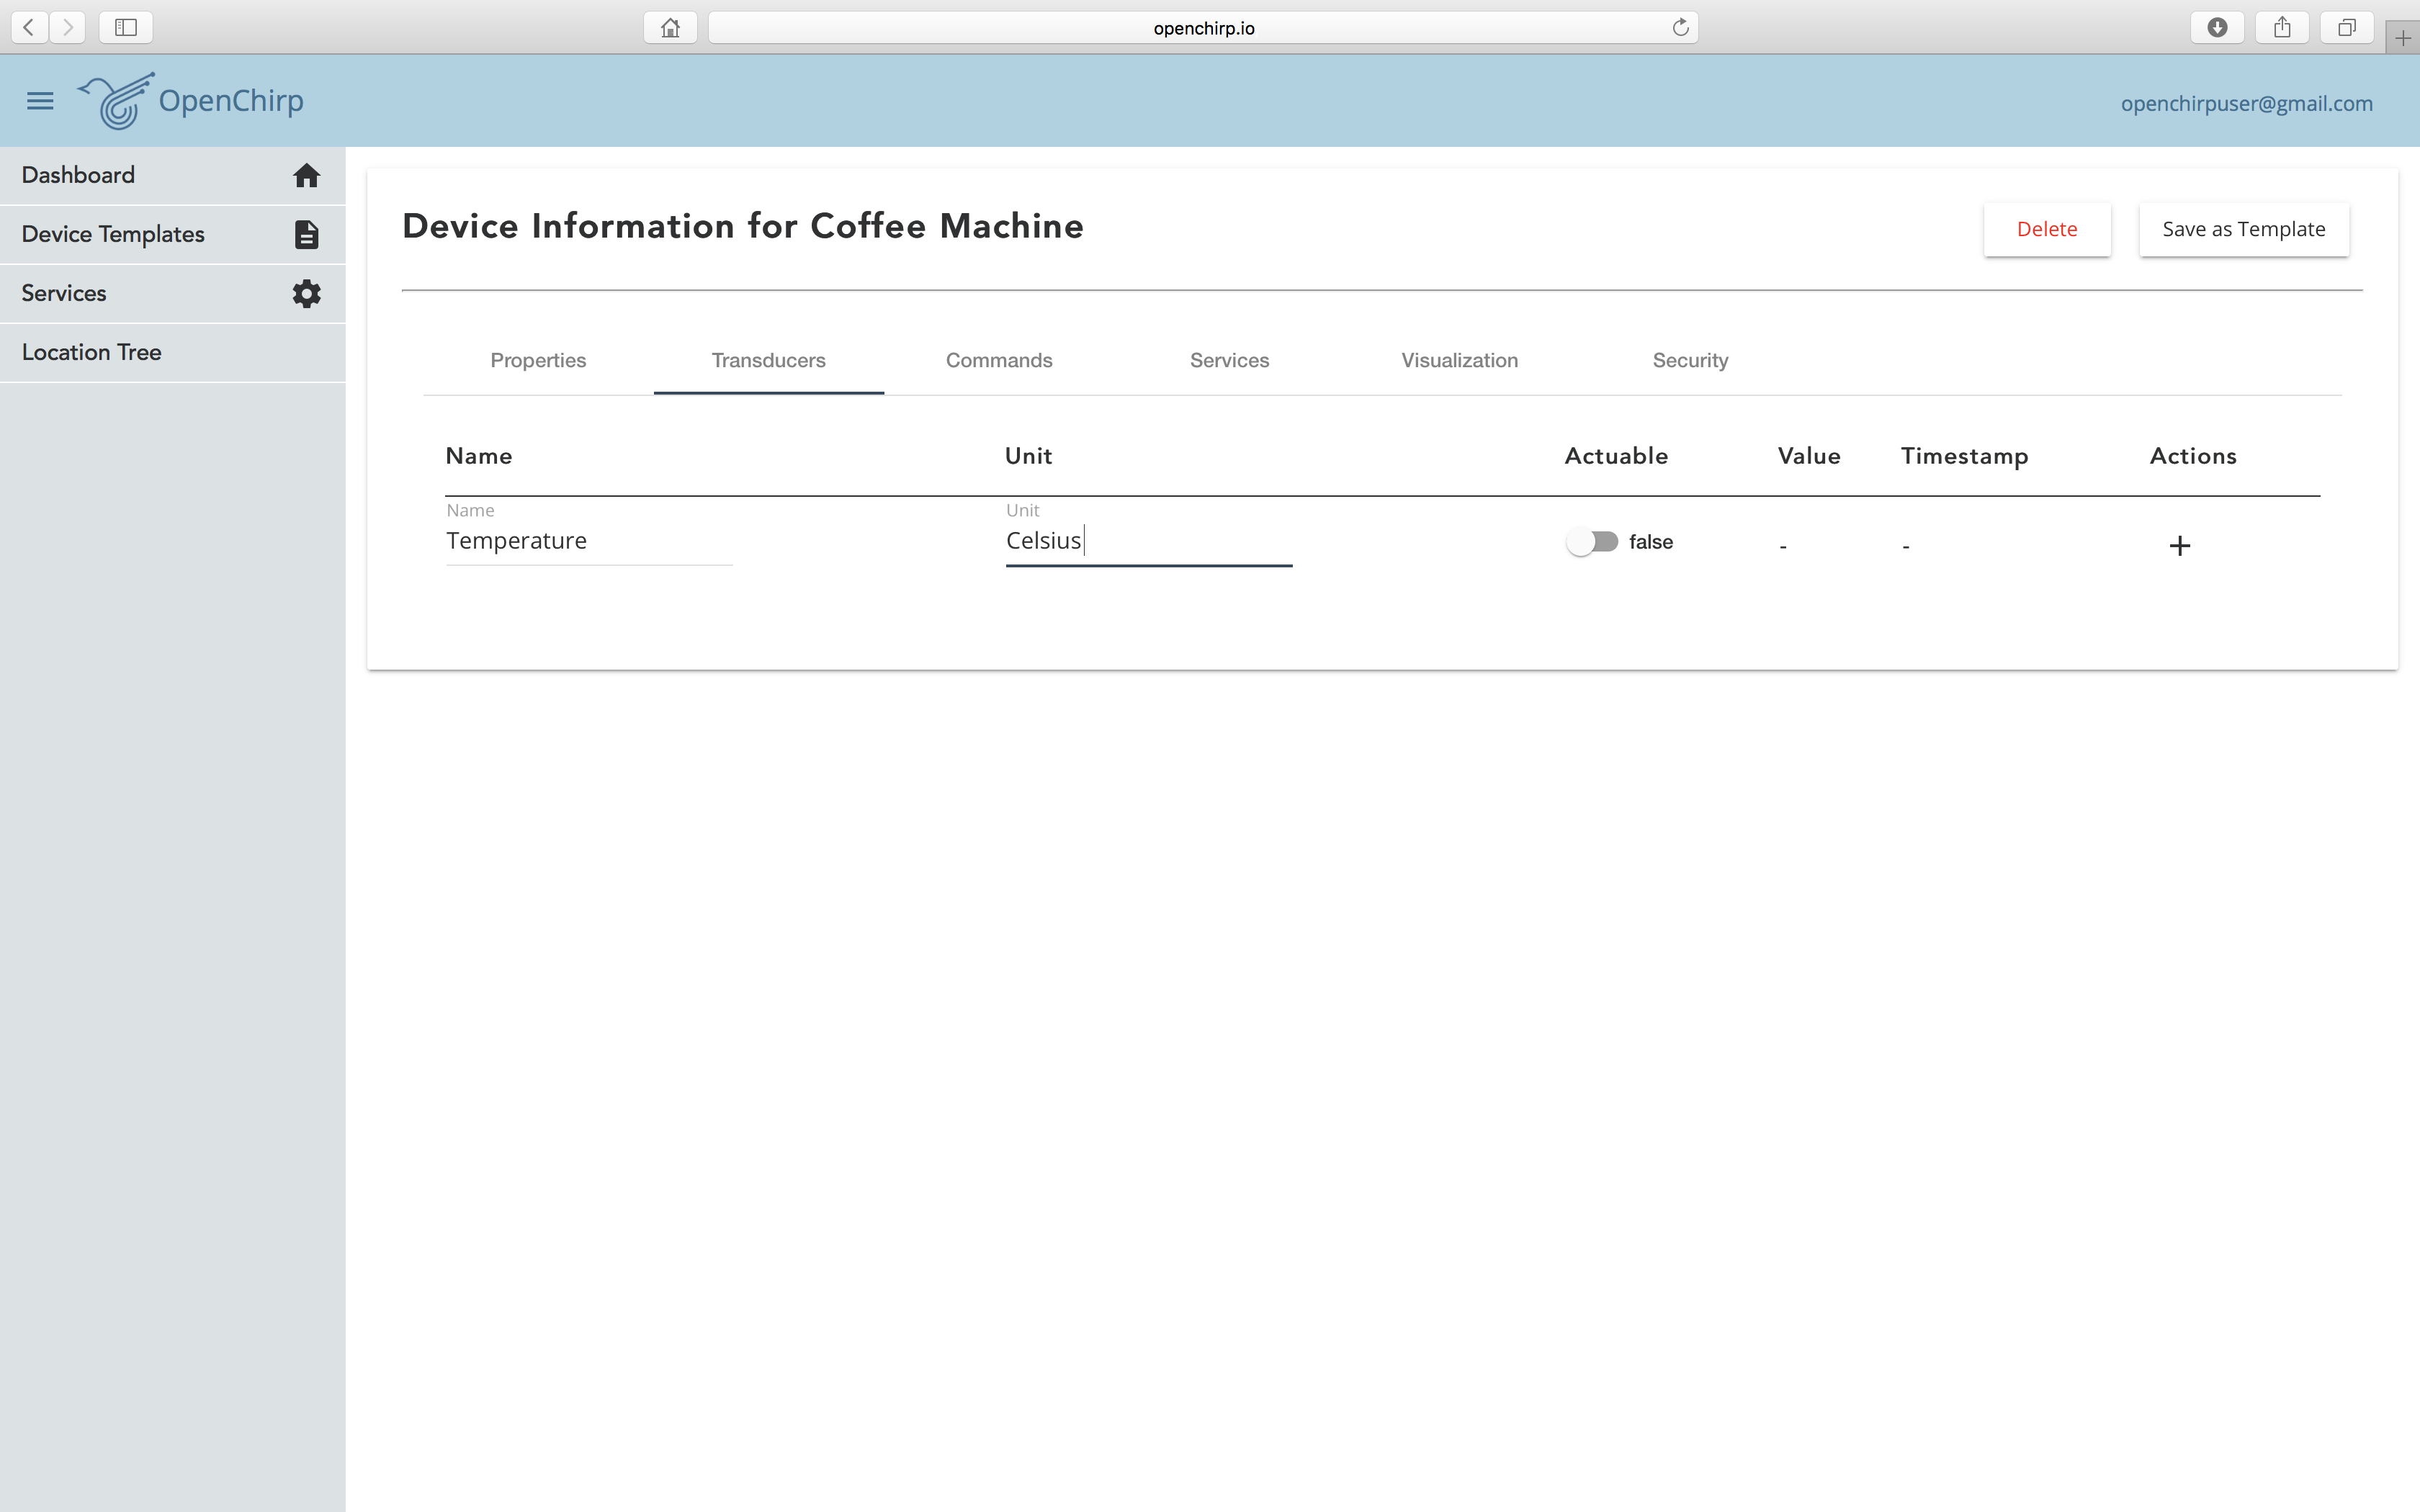 openchirp.io
OpenChirp
openchirpuser@gmail.com
Dashboard
Device Templates
Services
Location Tree
Device Information for Coffee Machine
Delete
Save as Template
Properties Transducers Commands Services Visualization Security
Name Unit Actuable Value Timestamp Actions
Name Unit
Temperature Celsius false - -